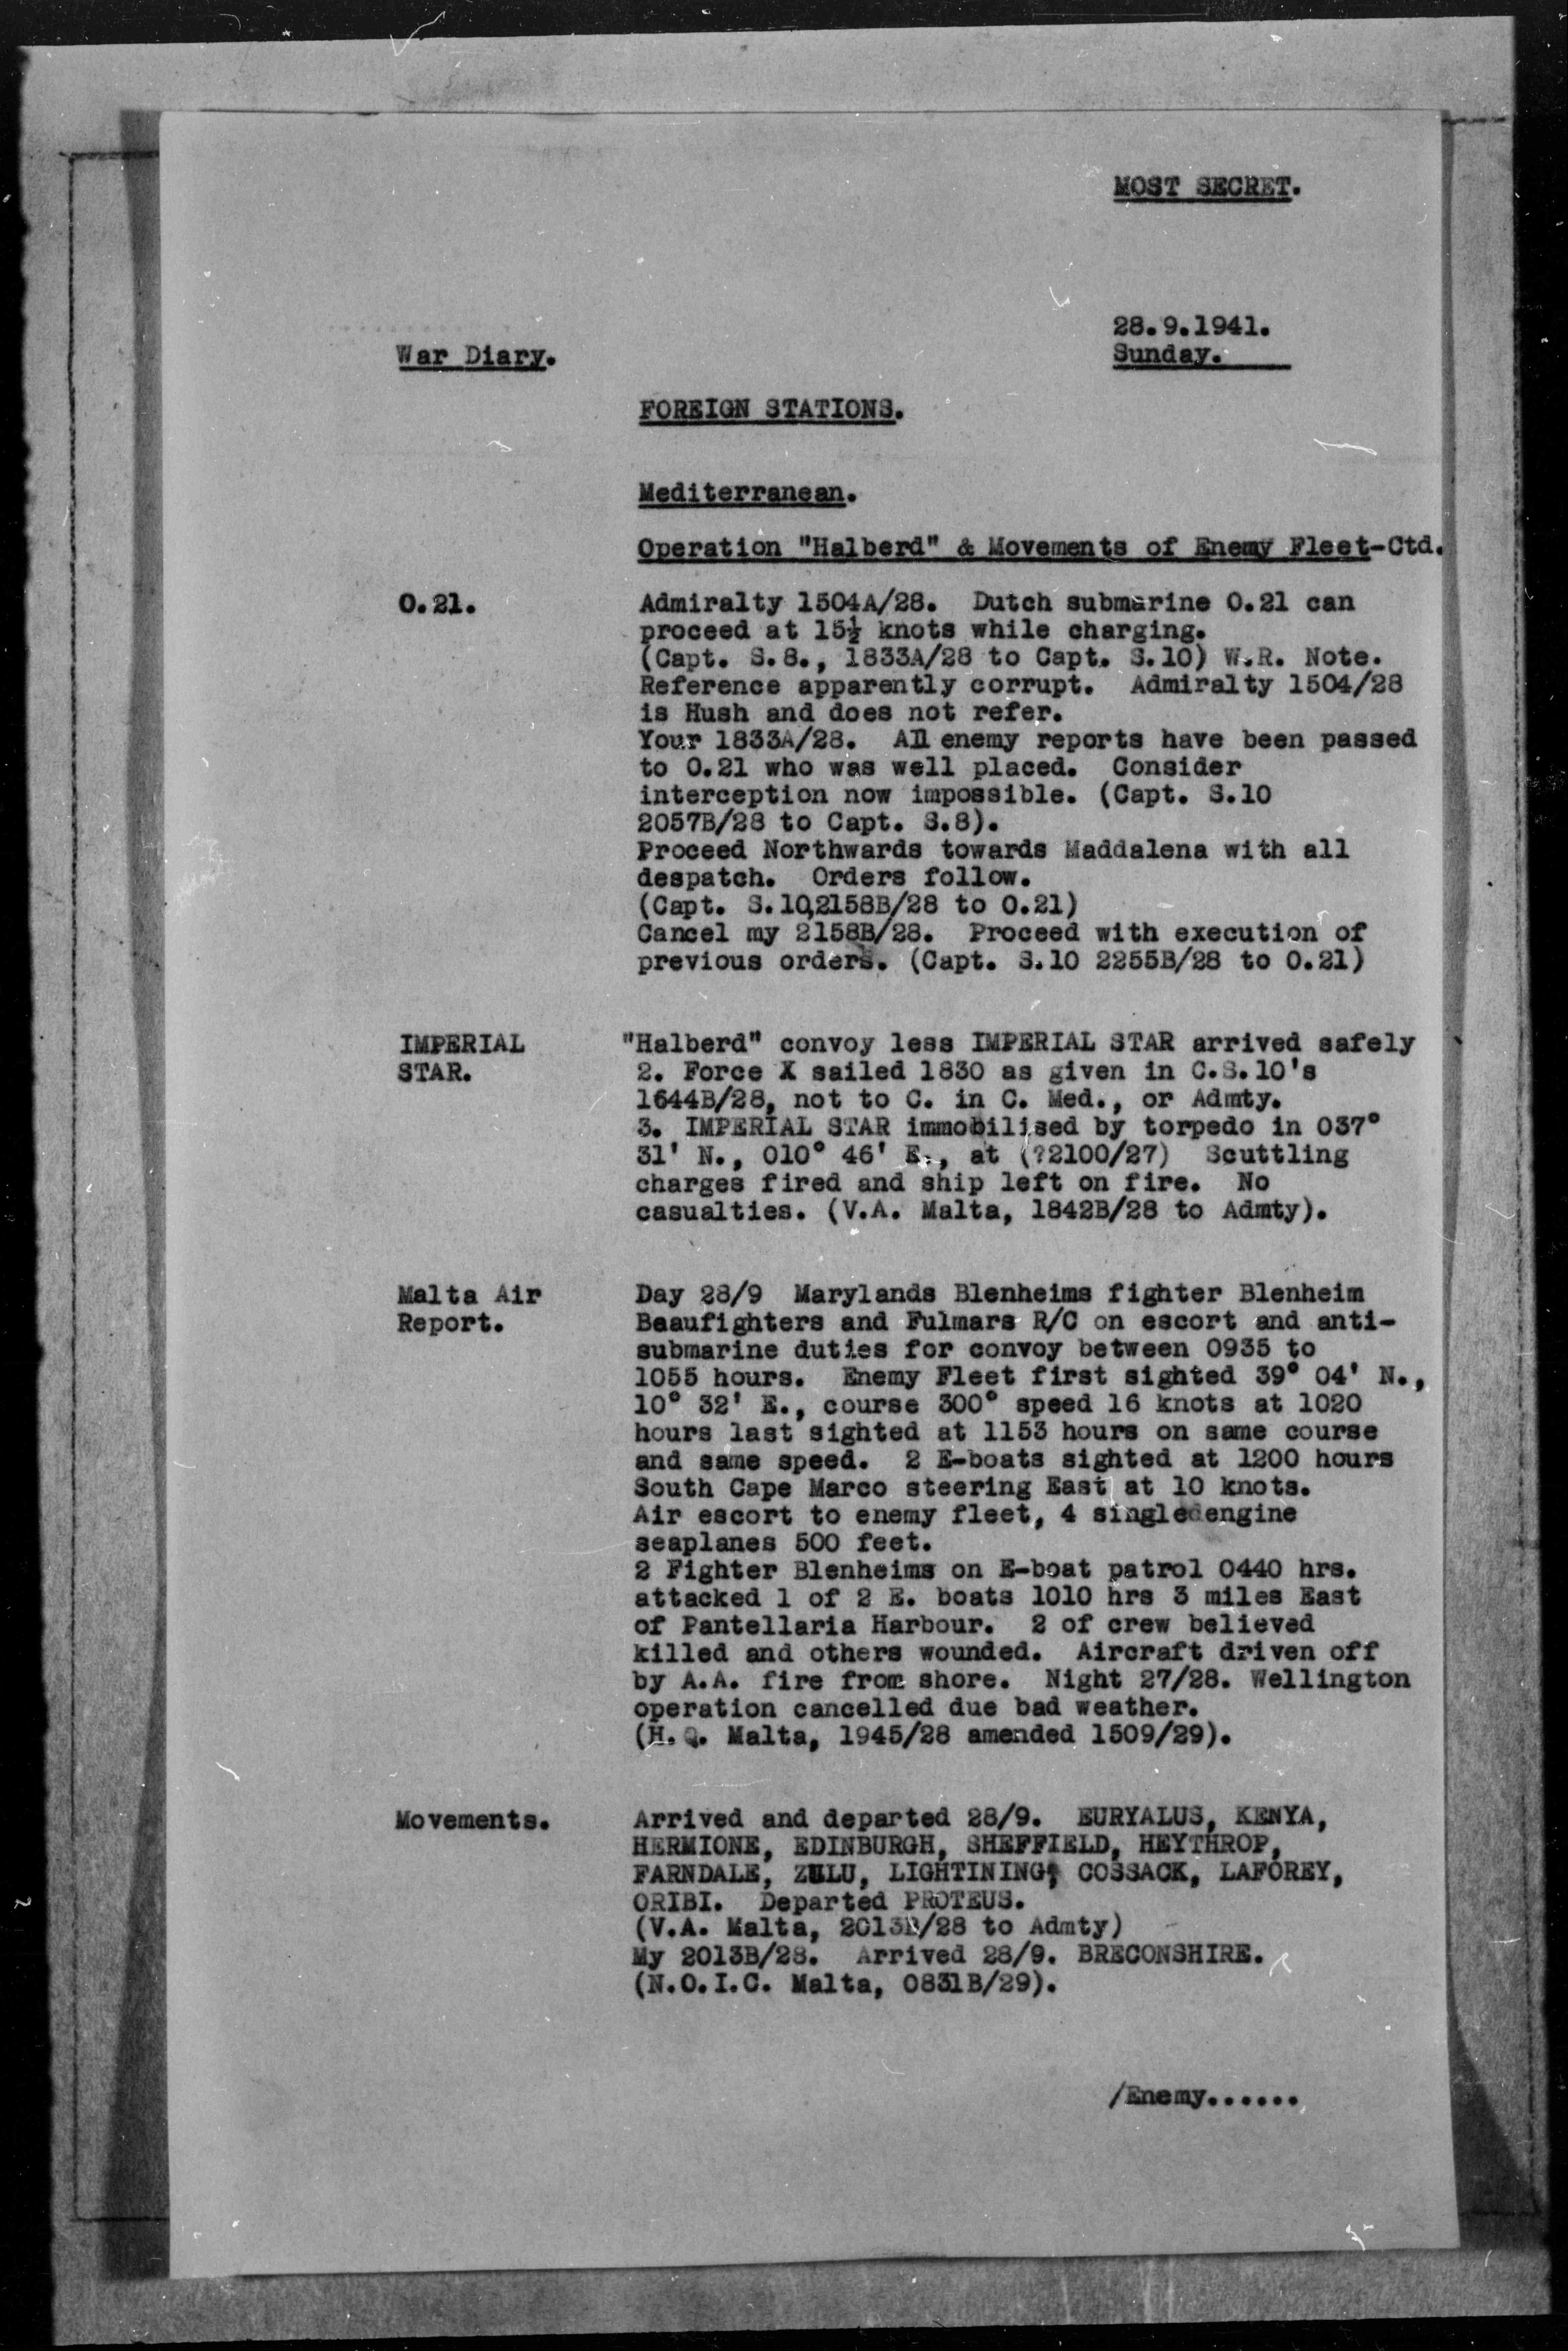 MOST SECRET.
28.9.1941.
War Diary.
Sunday.
FOREIGN STATIONS.
Mediterranean.
Operation "Halberd" & Movements of Enemy Fleet-Ctd.
O.21.
Admiralty 1504A/28. Dutch submarine O.21 can
proceed at 15½ knots while charging.
(Capt. S.8., 1833A/28 to Capt. S.10) W.R. Note.
Reference apparently corrupt. Admiralty 1504/28
is Hush and does not refer.
Your 1833A/28. All enemy reports have been passed
to O.21 who was well placed. Consider
interception now impossible. (Capt. S.10
2057B/28 to Capt. S.8).
Proceed Northwards towards Maddalena with all
despatch. Orders follow.
(Capt. S.10,2158B/28 to O.21)
Cancel my 2158B/28. Proceed with execution of
previous orders. (Capt. S.10 2255B/28 to O.21)
IMPERIAL
STAR.
"Halberd" convoy less IMPERIAL STAR arrived safely
2. Force X sailed 1830 as given in C.S.10's
1644B/28, not to C. in C. Med., or Admty.
3. IMPERIAL STAR immobilised by torpedo in 037°
31' N., 010° 46' E., at (?2100/27) Scuttling
charges fired and ship left on fire. No
casualties. (V.A. Malta, 1842B/28 to Admty).
Malta Air
Report.
Day 28/9 Marylands Blenheims fighter Blenheim
Beaufighters and Fulmars R/C on escort and anti-
submarine duties for convoy between 0935 to
1055 hours. Enemy Fleet first sighted 39° 04' N.,
10° 32' E., course 300° speed 16 knots at 1020
hours last sighted at 1153 hours on same course
and same speed. 2 E-boats sighted at 1200 hours
South Cape Marco steering East at 10 knots.
Air escort to enemy fleet, 4 single engine
seaplanes 500 feet.
2 Fighter Blenheims on E-boat patrol 0440 hrs.
attacked 1 of 2 E. boats 1010 hrs 3 miles East
of Pantellaria Harbour. 2 of crew believed
killed and others wounded. Aircraft driven off
by A.A. fire from shore. Night 27/28. Wellington
operation cancelled due bad weather.
(H.Q. Malta, 1945/28 amended 1509/29).
Movements.
Arrived and departed 28/9. EURYALUS, KENYA,
HERMIONE, EDINBURGH, SHEFFIELD, HEYTHROP,
FARNDALE, ZULU, LIGHTINING, COSSACK, LAFOREY,
ORIBI. Departed PROTEUS.
(V.A. Malta, 2013B/28 to Admty)
My 2013B/28. Arrived 28/9. BRECONSHIRE.
(N.O.I.C. Malta, 0831B/29).
/Enemy......